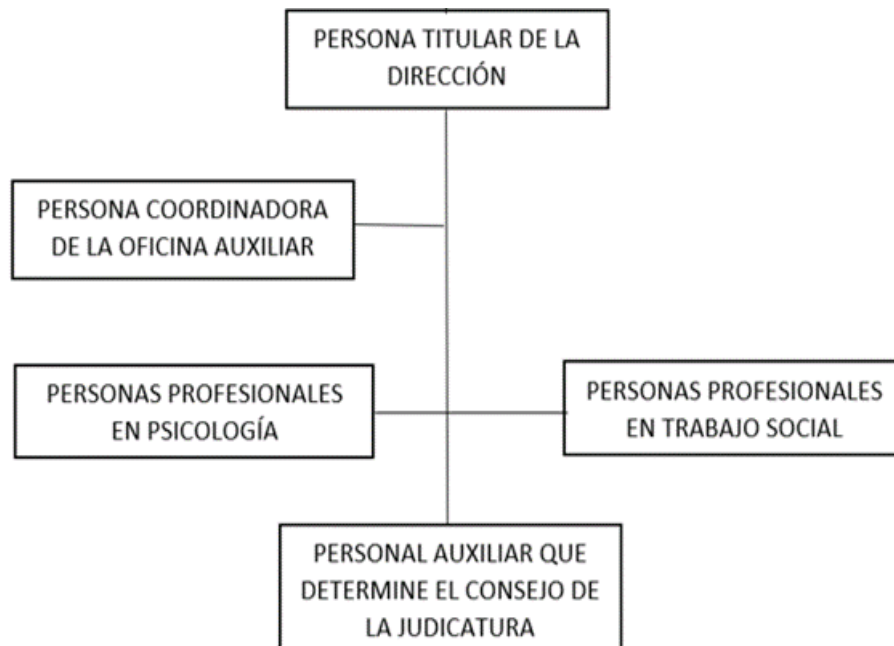 PERSONA TITULAR DE LA
DIRECCIÓN
PERSONA COORDINADORA
DE LA OFICINA AUXILIAR
PERSONAS PROFESIONALES
EN PSICOLOGÍA
PERSONAS PROFESIONALES
EN TRABAJO SOCIAL
PERSONAL AUXILIAR QUE
DETERMINE EL CONSEJO DE
LA JUDICATURA